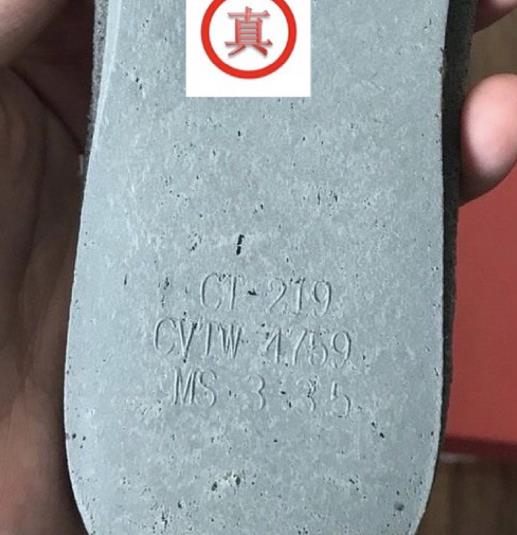 真
CT-219
CVTW 4759
MS 3-3.5